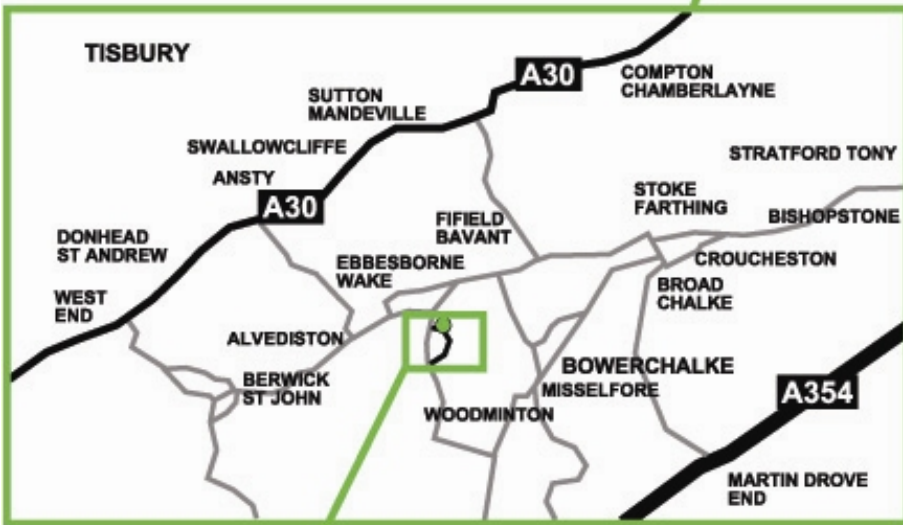 TISBURY
A30
COMPTON
CHAMBERLAYNE
SUTTON
MANDEVILLE
SWALLOWCLIFFE
STRATFORD TONY
ANSTY
A30
STOKE
FARTHING
BISHOPSTONE
FIFIELD
BAVANT
DONHEAD
ST ANDREW
EBBESBORNE
WAKE
CROUCHESTON
BROAD
CHALKE
WEST
END
ALVEDISTON
BOWERCHALKE
BERWICK
ST JOHN
MISSELFORE
A354
WOODMINTON
MARTIN DROVE
END